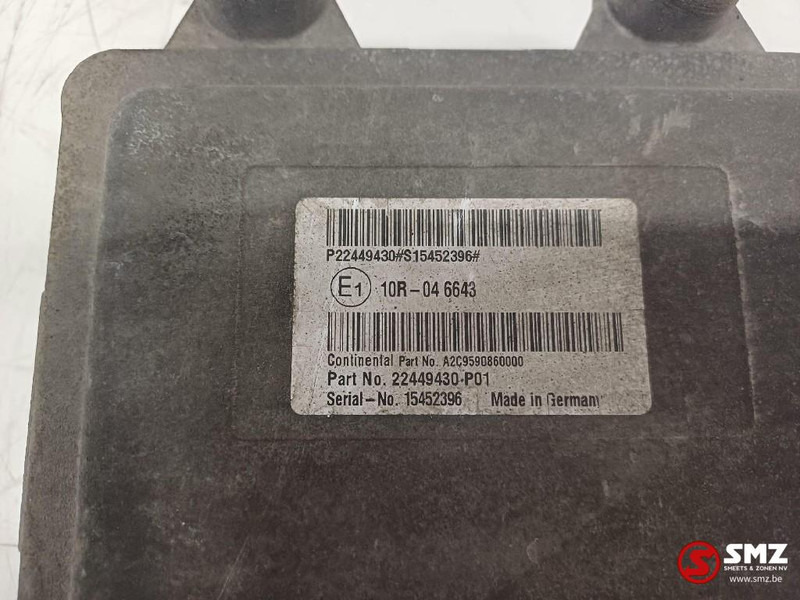 P22449430#S15452396#
E1 10R-04 6643
Continental Part No. A2C9590860000
Part No. 22449430-P01
Serial-No. 15452396 Made in Germany
SMZ
SMEETS & ZONEN NV
www.smz.be